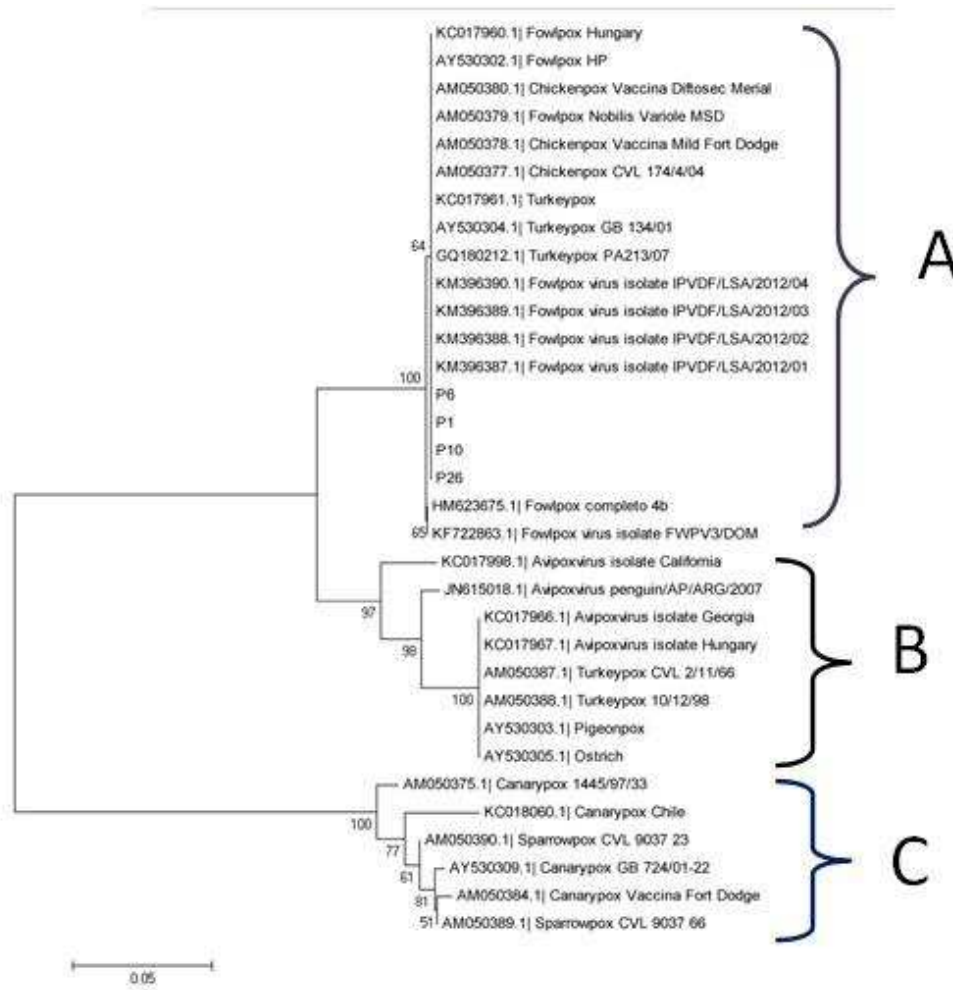 KC017960.1| Fowlpox Hungary
AY530302.1| Fowlpox HP
AM050380.1| Chickenpox Vaccina Diftosec Merial
AM050379.1| Fowlpox Nobilis Variole MSD
AM050378.1| Chickenpox Vaccina Mild Fort Dodge
AM050377.1| Chickenpox CVL 174/4/04
KC017961.1| Turkeypox
AY530304.1| Turkeypox GB 134/01
64
GQ180212.1| Turkeypox PA213/07
A
KM396390.1| Fowlpox virus isolate IPVDF/LSA/2012/04
KM396389.1| Fowlpox virus isolate IPVDF/LSA/2012/03
KM396388.1| Fowlpox virus isolate IPVDF/LSA/2012/02
KM396387.1| Fowlpox virus isolate IPVDF/LSA/2012/01
100
P6
P1
P10
P26
HM623675.1| Fowlpox completo 4b
65 KF722863.1| Fowlpox virus isolate FWPV3/DOM
KC017998.1| Avipoxvirus isolate California
JN615018.1| Avipoxvirus penguin/AP/ARG/2007
97
KC017966.1| Avipoxvirus isolate Georgia
B
KC017967.1| Avipoxvirus isolate Hungary
98
AM050387.1| Turkeypox CVL 2/11/66
AM050388.1| Turkeypox 10/12/98
100
AY530303.1| Pigeonpox
AY530305.1| Ostrich
AM050375.1| Canarypox 1445/97/33
KC018060.1| Canarypox Chile
100
AM050390.1| Sparrowpox CVL 9037 23
77
C
AY530309.1| Canarypox GB 724/01-22
61
AM050384.1| Canarypox Vaccina Fort Dodge
81
51 AM050389.1| Sparrowpox CVL 9037 66
0.05